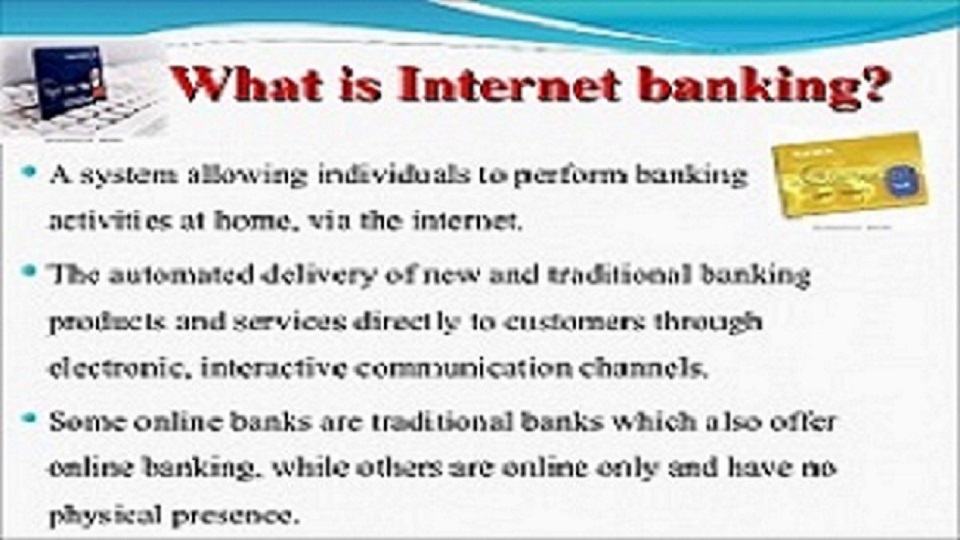 What is Internet banking?
A system allowing individuals to perform banking
activities at home, via the internet.
The automated delivery of new and traditional banking
products and services directly to customers through
electronic, interactive communication channels.
Some online banks are traditional banks which also offer
online banking, while others are online only and have no
physical presence.